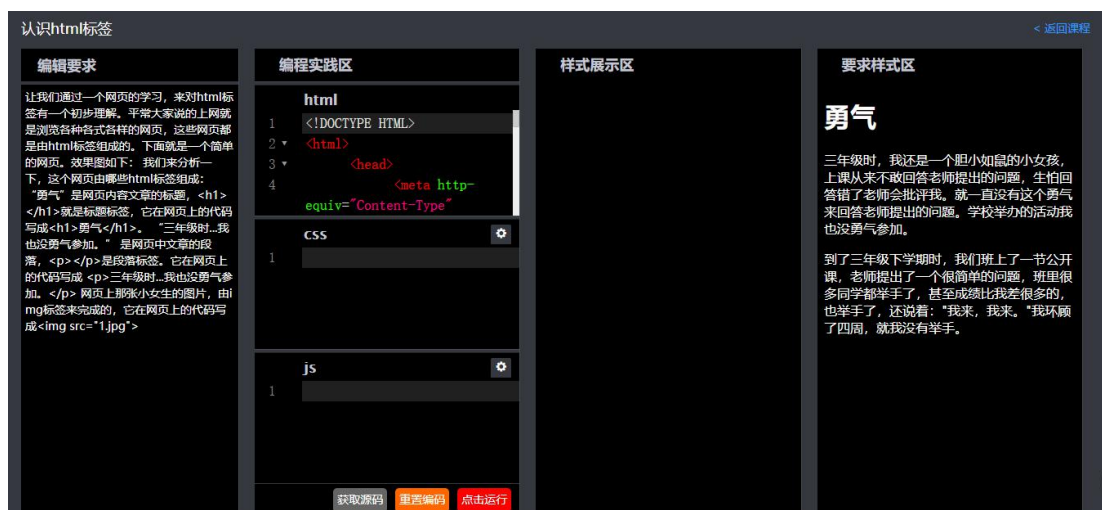 认识html标签
< 返回课程
编辑要求
让我们通过一个网页的学习，来对html标
签有一个初步理解。平常大家说的上网就
是浏览各种各式各样的网页，这些网页都
是由html标签组成的。下面就是一个简单
的网页。效果图如下： 我们来分析一
下，这个网页由哪些html标签组成：
“勇气”是网页内容文章的标题，<h1>
</h1>就是标题标签，它在网页上的代码
写成<h1>勇气</h1>。 “三年级时...我
也没勇气参加。” 是网页中文章的段
落，<p></p>是段落标签。它在网页上
的代码写成 <p>三年级时...我也没勇气参
加。</p> 网页上那张小女生的图片，由i
mg标签来完成的，它在网页上的代码写
成<img src="1.jpg">
编程实践区
html
1 <!DOCTYPE HTML>
2 <html>
3 <head>
4 <meta http-
equiv="Content-Type"
css
1
js
1
获取源码 重置编码 点击运行
样式展示区
要求样式区
勇气
三年级时，我还是一个胆小如鼠的小女孩，
上课从来不敢回答老师提出的问题，生怕回
答错了老师会批评我。就一直没有这个勇气
来回答老师提出的问题。学校举办的活动我
也没勇气参加。
到了三年级下学期时，我们班上了一节公开
课，老师提出了一个很简单的问题，班里很
多同学都举手了，甚至成绩比我差很多的，
也举手了，还说着："我来，我来。"我环顾
了四周，就我没有举手。